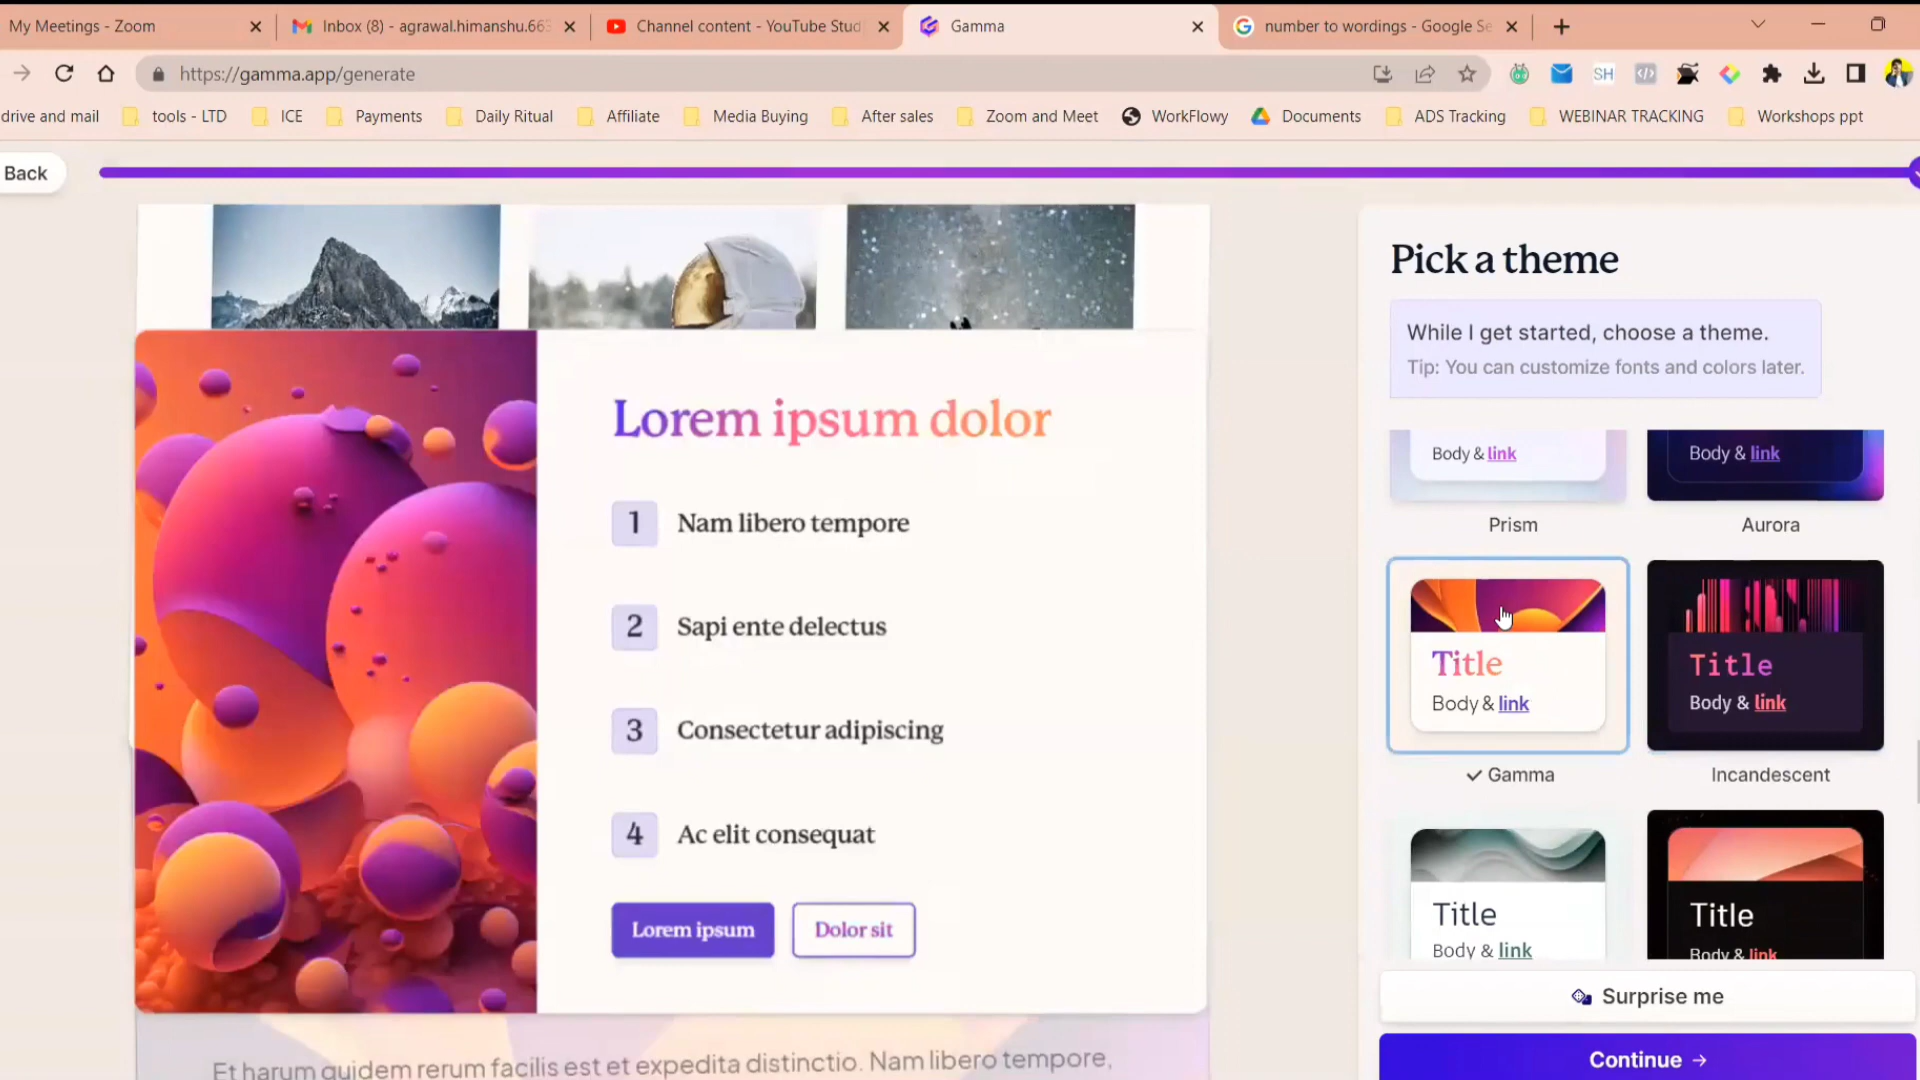 My Meetings - Zoom
Inbox (8) - agrawal.himanshu.663
Channel content - YouTube Stud
Gamma
number to wordings - Google Se
https://gamma.app/generate
SH
drive and mail
tools - LTD
ICE
Payments
Daily Ritual
Affiliate
Media Buying
After sales
Zoom and Meet
WorkFlowy
Documents
ADS Tracking
WEBINAR TRACKING
Workshops ppt
Back
Lorem ipsum dolor
1 Nam libero tempore
2 Sapi ente delectus
3 Consectetur adipiscing
4 Ac elit consequat
Lorem ipsum
Dolor sit
Et harum quidem rerum facilis est et expedita distinctio. Nam libero tempore,
Pick a theme
While I get started, choose a theme.
Tip: You can customize fonts and colors later.
Body & link
Body & link
Prism
Aurora
Title
Body & link
Title
Body & link
Gamma
Incandescent
Title
Body & link
Title
Body & link
Surprise me
Continue →